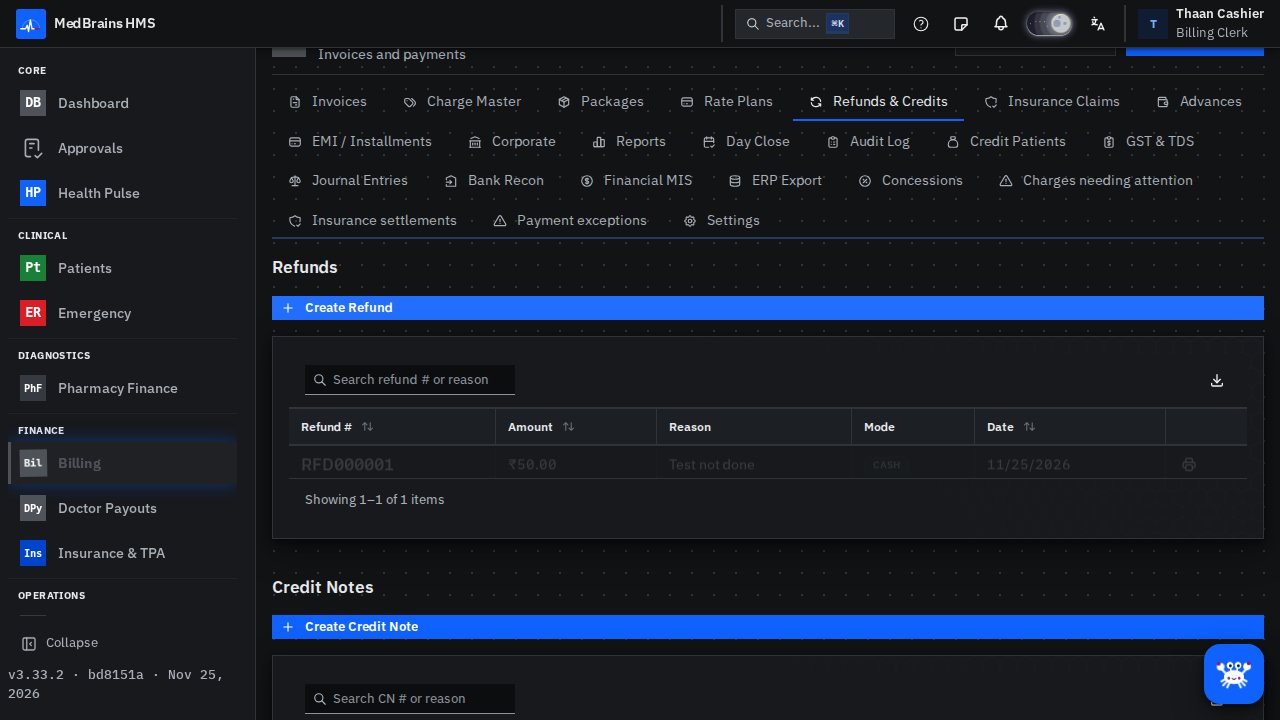 MedBrains HMS
Search... ⌘K
T
Thaan Cashier
Billing Clerk
CORE
DB Dashboard
Approvals
HP Health Pulse
CLINICAL
Pt Patients
ER Emergency
DIAGNOSTICS
PhF Pharmacy Finance
FINANCE
Bil Billing
DPy Doctor Payouts
Ins Insurance & TPA
OPERATIONS
Collapse
v3.33.2 · bd8151a · Nov 25,
2026
Invoices and payments
Invoices Charge Master Packages Rate Plans Refunds & Credits Insurance Claims Advances
EMI / Installments Corporate Reports Day Close Audit Log Credit Patients GST & TDS
Journal Entries Bank Recon Financial MIS ERP Export Concessions Charges needing attention
Insurance settlements Payment exceptions Settings
Refunds
Create Refund
Search refund # or reason
Refund # Amount Reason Mode Date
RFD000001 ₹50.00 Test not done CASH 11/25/2026
Showing 1–1 of 1 items
Credit Notes
Create Credit Note
Search CN # or reason